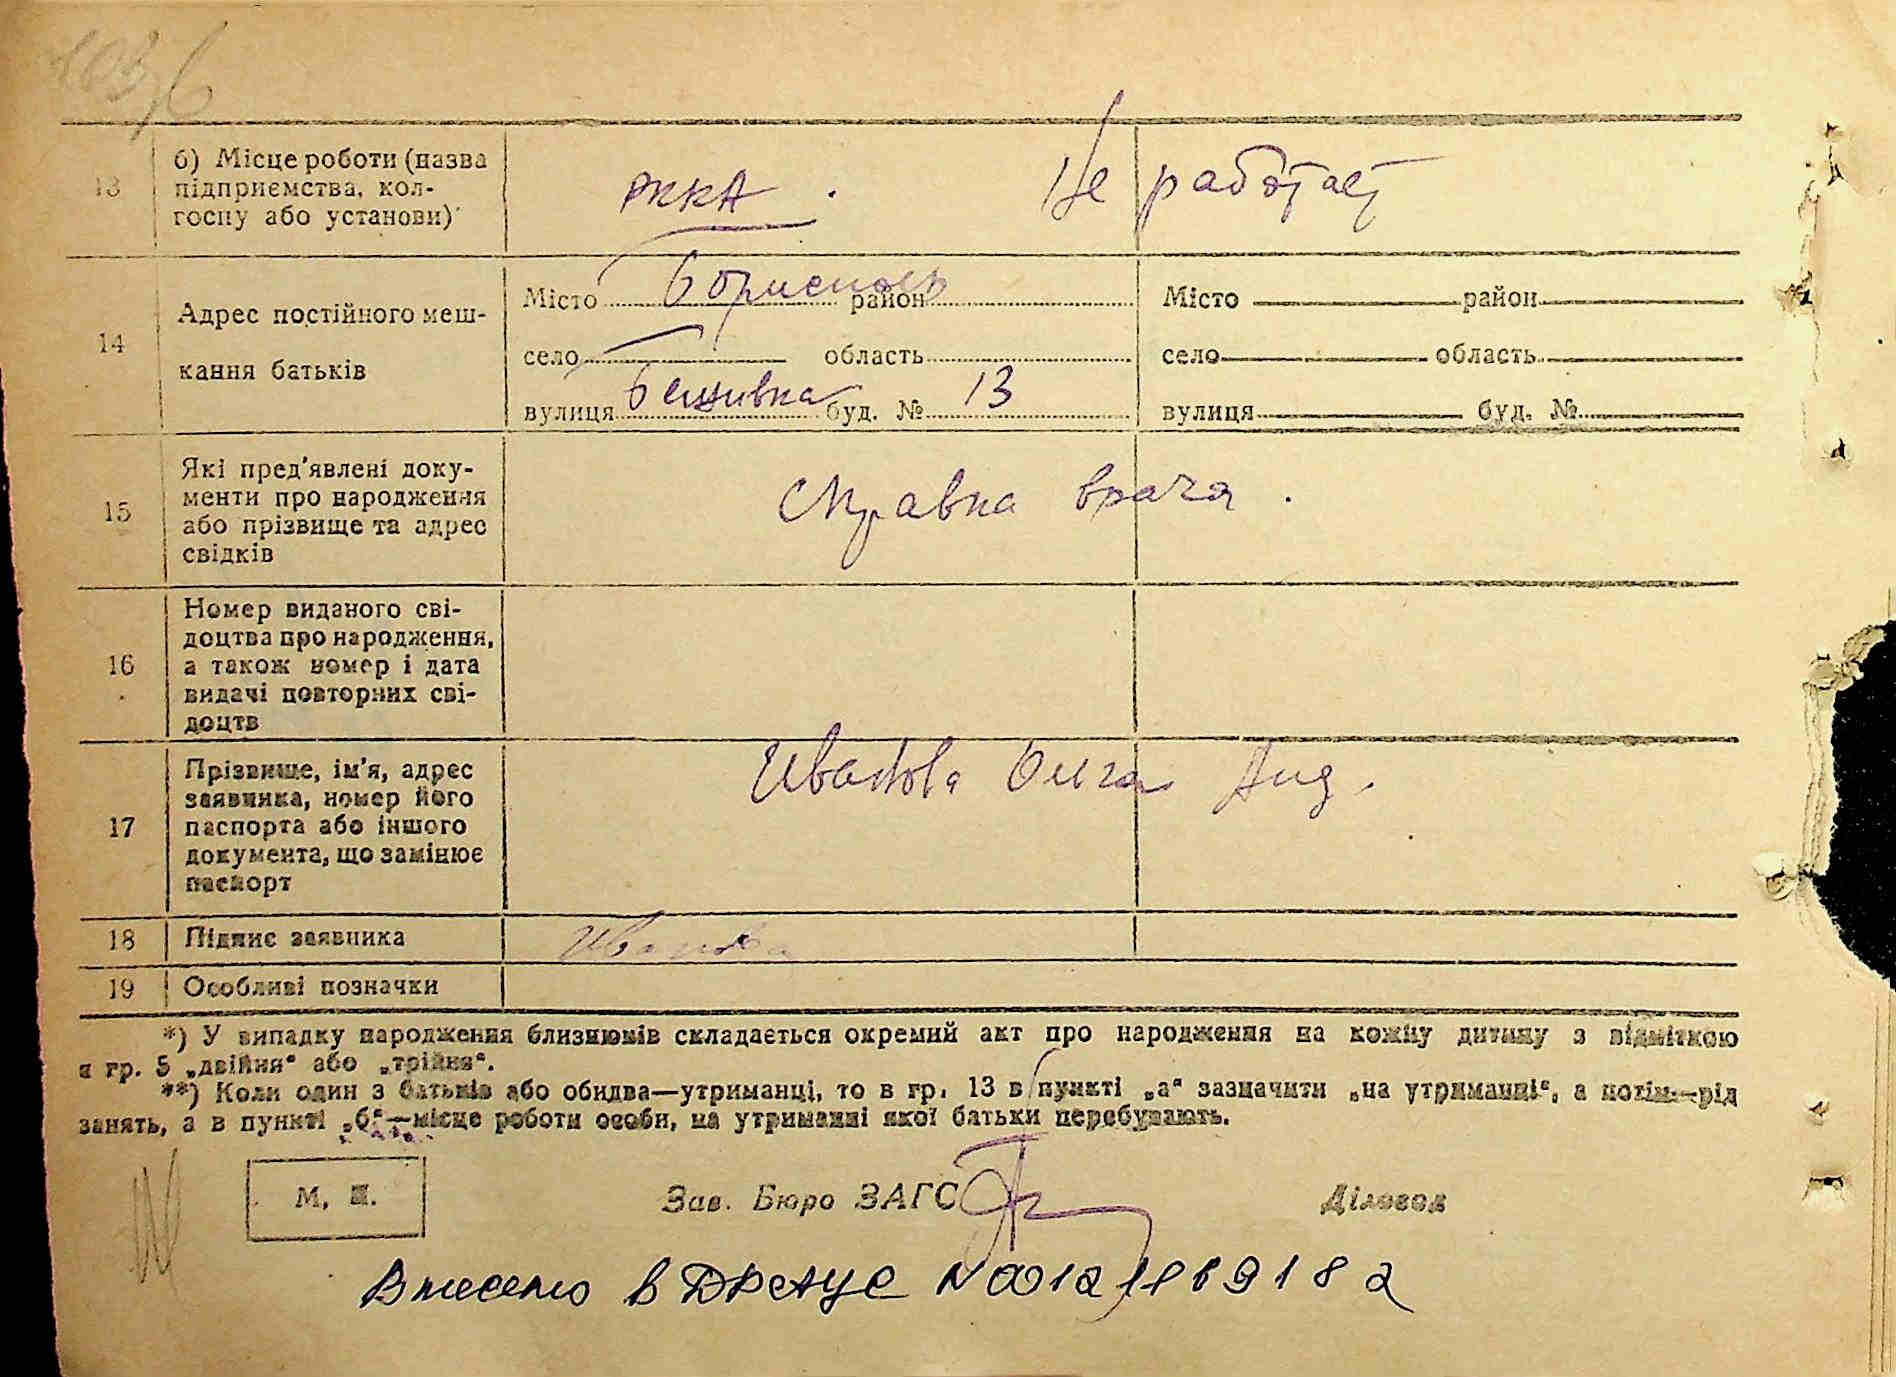 13
б) Місце роботи (назва
підприємства, кол-
госпу або установи)
РККА .
Не работает
14
Адрес постійного меш-
кання батьків
Місто Борисполь район
село область
вулиця буд. № 13
Місто район
село область
вулиця буд. №
15
Які пред'явлені доку-
менти про народження
або прізвище та адрес
свідків
Справка врача .
16
Номер виданого сві-
доцтва про народження,
а також номер і дата
видачі повторних сві-
доцтв
17
Прізвище, ім'я, адрес
заявника, номер його
паспорта або іншого
документа, що замінює
паспорт
Иванова Ольга Анд.
18
Підпис заявника
Иванова
19
Особливі позначки
*) У випадку народження близнюків складається окремий акт про народження на кожну дитину з відміткою
в гр. 5 „двійня“ або „трійня“.
**) Коли один з батьків або обидва—утриманці, то в гр. 13 в пункті „а“ зазначити „на утриманні“, а потім—рід
занять, а в пункті „б“—місце роботи особи, на утриманні якої батьки перебувають.
М. П.
Зав. Бюро ЗАГС
Діловод
Внесено в ДРАЦС N